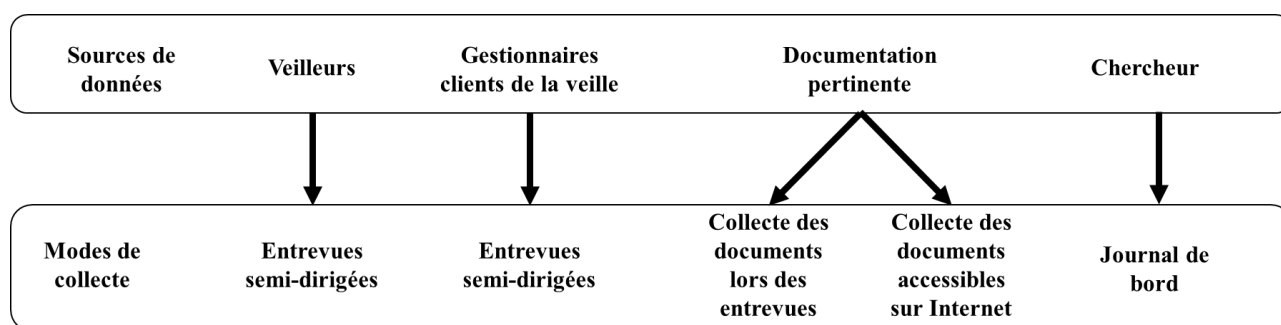 Sources de
données
Veilleurs
Gestionnaires
clients de la veille
Documentation
pertinente
Chercheur
Modes de
collecte
Entrevues
semi-dirigées
Entrevues
semi-dirigées
Collecte des
documents
lors des
entrevues
Collecte des
documents
accessibles
sur Internet
Journal de
bord